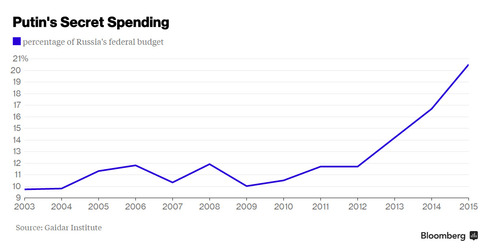 Putin's Secret Spending
percentage of Russia's federal budget
21%
20
19
18
17
16
15
14
13
12
11
10
9
2003 2004 2005 2006 2007 2008 2009 2010 2011 2012 2013 2014 2015
Source: Gaidar Institute
Bloomberg